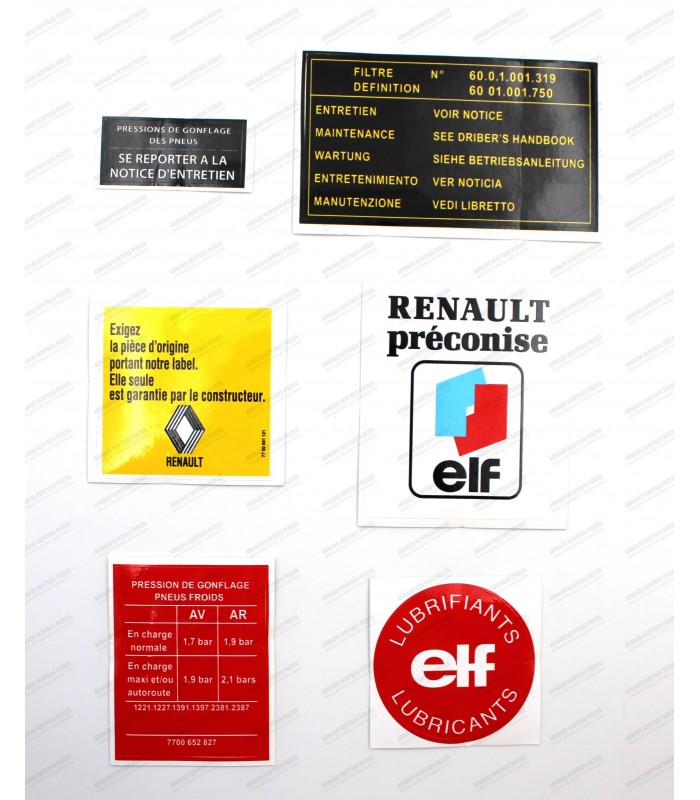 PRESSIONS DE GONFLAGE
DES PNEUS
SE REPORTER A LA
NOTICE D'ENTRETIEN
FILTRE N° 60.0.1.001.319
DEFINITION 60 01.001.750
ENTRETIEN VOIR NOTICE
MAINTENANCE SEE DRIBER'S HANDBOOK
WARTUNG SIEHE BETRIEBSANLEITUNG
ENTRETENIMIENTO VER NOTICIA
MANUTENZIONE VEDI LIBRETTO
Exigez
la pièce d'origine
portant notre label.
Elle seule
est garantie par le constructeur.
RENAULT
RENAULT
préconise
elf
PRESSION DE GONFLAGE
PNEUS FROIDS
AV AR
En charge
normale 1,7 bar 1,9 bar
En charge
maxi et/ou
autoroute 1,9 bar 2,1 bars
1221.1227.1391.1397.2381.2387
7700 652 827
LUBRIFIANTS
elf
LUBRICANTS